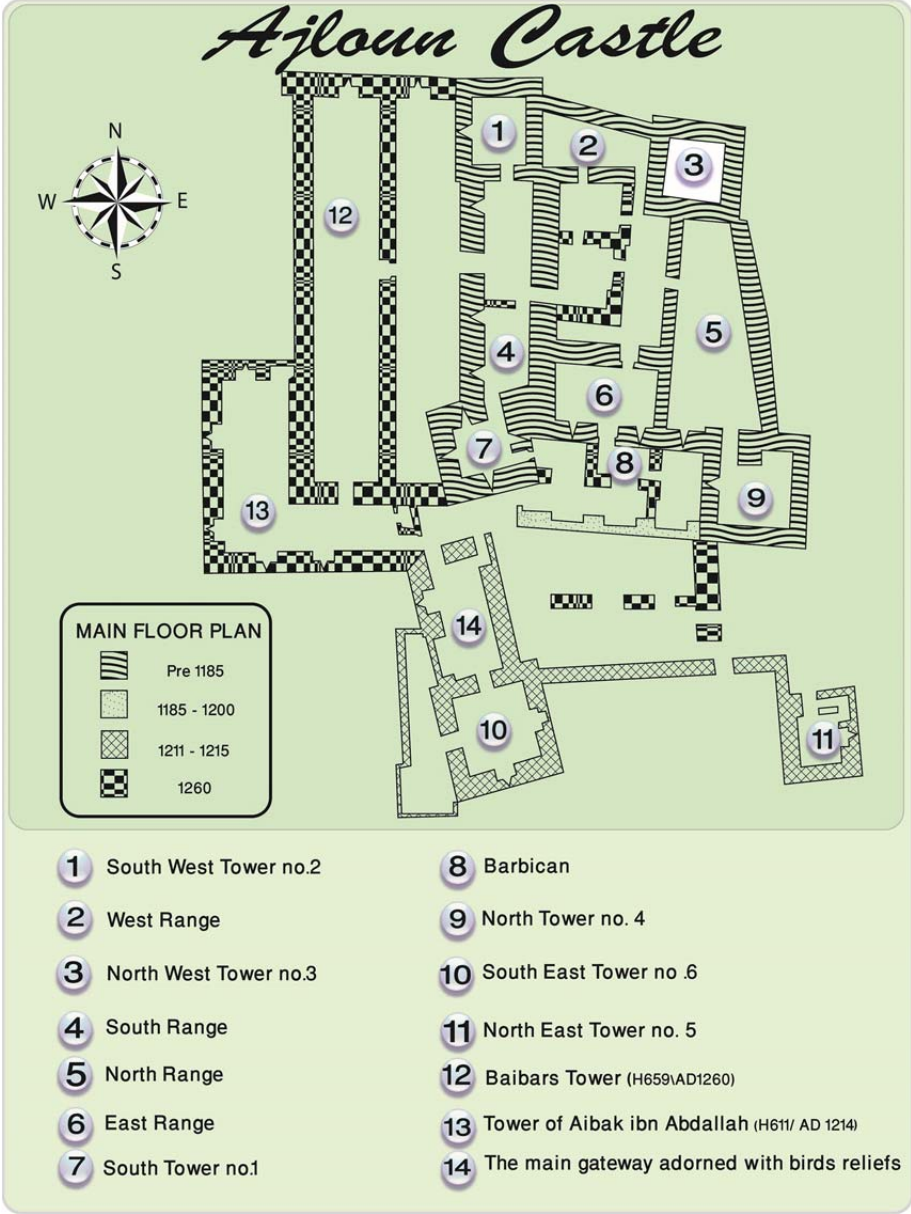 Ajloun Castle
N
W E
S
1
2
3
12
5
4
6
7
8
9
13
14
10
11
MAIN FLOOR PLAN
Pre 1185
1185 - 1200
1211 - 1215
1260
1 South West Tower no.2
2 West Range
3 North West Tower no.3
4 South Range
5 North Range
6 East Range
7 South Tower no.1
8 Barbican
9 North Tower no. 4
10 South East Tower no .6
11 North East Tower no. 5
12 Baibars Tower (H659\AD1260)
13 Tower of Aibak ibn Abdallah (H611/ AD 1214)
14 The main gateway adorned with birds reliefs